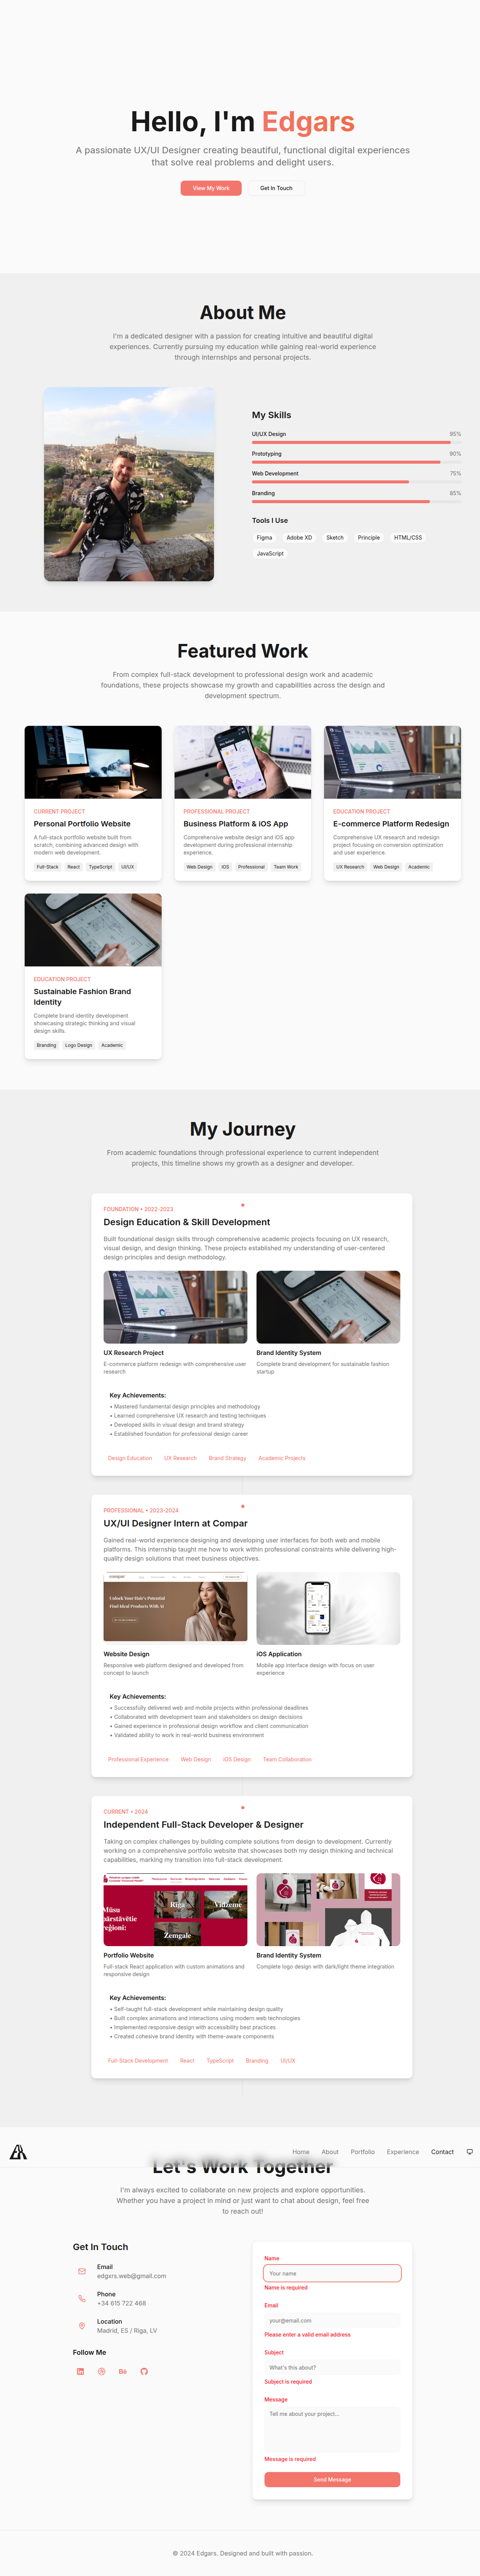 Hello, I'm Edgars
A passionate UX/UI Designer creating beautiful, functional digital experiences
that solve real problems and delight users.
View My Work
Get In Touch
About Me
I'm a dedicated designer with a passion for creating intuitive and beautiful digital
experiences. Currently pursuing my education while gaining real-world experience
through internships and personal projects.
My Skills
UI/UX Design 95%
Prototyping 90%
Web Development 75%
Branding 85%
Tools I Use
Figma Adobe XD Sketch Principle HTML/CSS
JavaScript
Featured Work
From complex full-stack development to professional design work and academic
foundations, these projects showcase my growth and capabilities across the design and
development spectrum.
CURRENT PROJECT
Personal Portfolio Website
A full-stack portfolio website built from
scratch, combining advanced design with
modern web development.
Full-Stack React TypeScript UI/UX
PROFESSIONAL PROJECT
Business Platform & iOS App
Comprehensive website design and iOS app
development during professional internship
experience.
Web Design iOS Professional Team Work
EDUCATION PROJECT
E-commerce Platform Redesign
Comprehensive UX research and redesign
project focusing on conversion optimization
and user experience.
UX Research Web Design Academic
EDUCATION PROJECT
Sustainable Fashion Brand
Identity
Complete brand identity development
showcasing strategic thinking and visual
design skills.
Branding Logo Design Academic
My Journey
From academic foundations through professional experience to current independent
projects, this timeline shows my growth as a designer and developer.
FOUNDATION • 2022-2023
Design Education & Skill Development
Built foundational design skills through comprehensive academic projects focusing on UX research,
visual design, and design thinking. These projects established my understanding of user-centered
design principles and design methodology.
UX Research Project
E-commerce platform redesign with comprehensive user
research
Brand Identity System
Complete brand development for sustainable fashion
startup
Key Achievements:
• Mastered fundamental design principles and methodology
• Learned comprehensive UX research and testing techniques
• Developed skills in visual design and brand strategy
• Established foundation for professional design career
Design Education UX Research Brand Strategy Academic Projects
PROFESSIONAL • 2023-2024
UX/UI Designer Intern at Compar
Gained real-world experience designing and developing user interfaces for both web and mobile
platforms. This internship taught me how to work within professional constraints while delivering high-
quality design solutions that meet business objectives.
compar
Unlock Your Hair's Potential
Find Ideal Products With AI
Website Design
Responsive web platform designed and developed from
concept to launch
iOS Application
Mobile app interface design with focus on user
experience
Key Achievements:
• Successfully delivered web and mobile projects within professional deadlines
• Collaborated with development team and stakeholders on design decisions
• Gained experience in professional design workflow and client communication
• Validated ability to work in real-world business environment
Professional Experience Web Design iOS Design Team Collaboration
CURRENT • 2024
Independent Full-Stack Developer & Designer
Taking on complex challenges by building complete solutions from design to development. Currently
working on a comprehensive portfolio website that showcases both my design thinking and technical
capabilities, marking my transition into full-stack development.
Mūsu
pārstāvētie
reģioni:
Rīga
Vidzeme
Zemgale
Portfolio Website
Full-stack React application with custom animations and
responsive design
Brand Identity System
Complete logo design with dark/light theme integration
Key Achievements:
• Self-taught full-stack development while maintaining design quality
• Built complex animations and interactions using modern web technologies
• Implemented responsive design with accessibility best practices
• Created cohesive brand identity with theme-aware components
Full-Stack Development React TypeScript Branding UI/UX
Home About Portfolio Experience Contact
Let's Work Together
I'm always excited to collaborate on new projects and explore opportunities.
Whether you have a project in mind or just want to chat about design, feel free
to reach out!
Get In Touch
Email
edgxrs.web@gmail.com
Phone
+34 615 722 468
Location
Madrid, ES / Riga, LV
Follow Me
Bē
Name
Your name
Name is required
Email
your@email.com
Please enter a valid email address
Subject
What's this about?
Subject is required
Message
Tell me about your project...
Message is required
Send Message
© 2024 Edgars. Designed and built with passion.